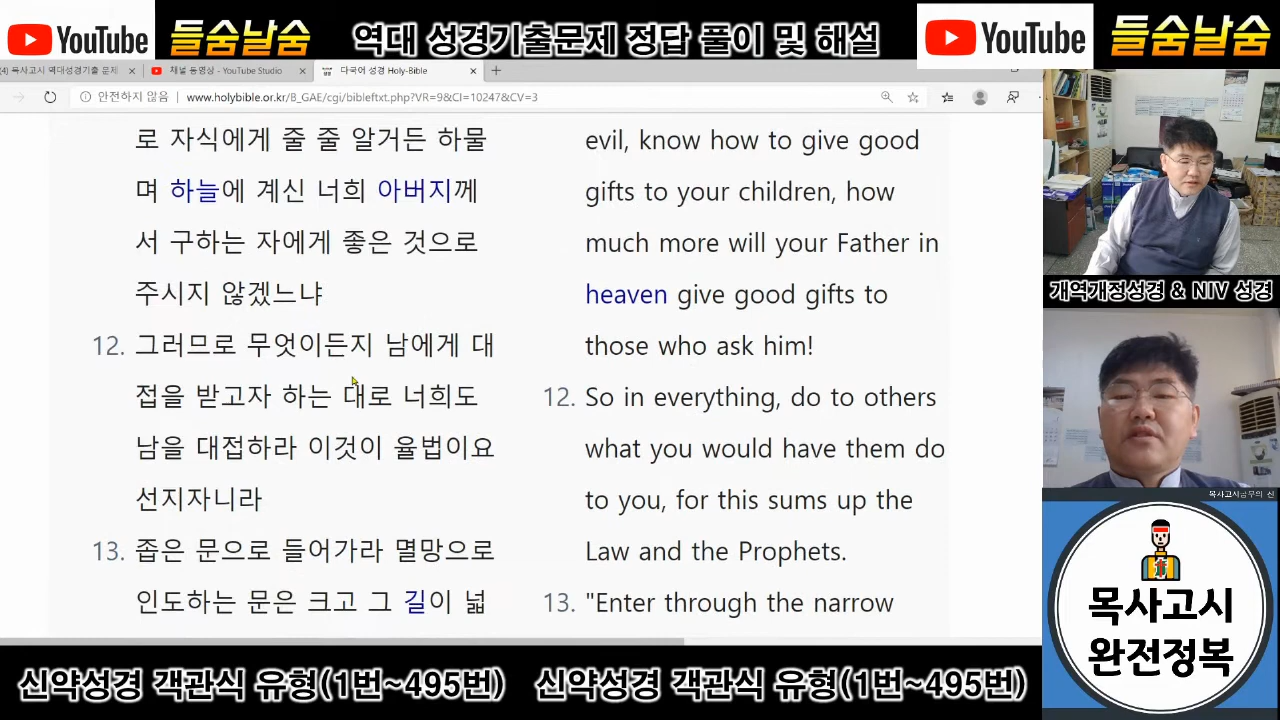 YouTube 들숨날숨 역대 성경기출문제 정답 풀이 및 해설 YouTube 들숨날숨
4) 목사고시 역대성경기출 문제 채널 동영상 - YouTube Studio 다국어 성경 Holy-Bible
안전하지 않음 www.holybible.or.kr/B_GAE/cgi/bibleftxt.php?VR=9&CI=10247&CV=
로 자식에게 줄 줄 알거든 하물
며 하늘에 계신 너희 아버지께
서 구하는 자에게 좋은 것으로
주시지 않겠느냐
12. 그러므로 무엇이든지 남에게 대
접을 받고자 하는 대로 너희도
남을 대접하라 이것이 율법이요
선지자니라
13. 좁은 문으로 들어가라 멸망으로
인도하는 문은 크고 그 길이 넓
evil, know how to give good
gifts to your children, how
much more will your Father in
heaven give good gifts to
those who ask him!
12. So in everything, do to others
what you would have them do
to you, for this sums up the
Law and the Prophets.
13. "Enter through the narrow
개역개정성경 & NIV 성경
목사고시
완전정복
신약성경 객관식 유형(1번~495번) 신약성경 객관식 유형(1번~495번)